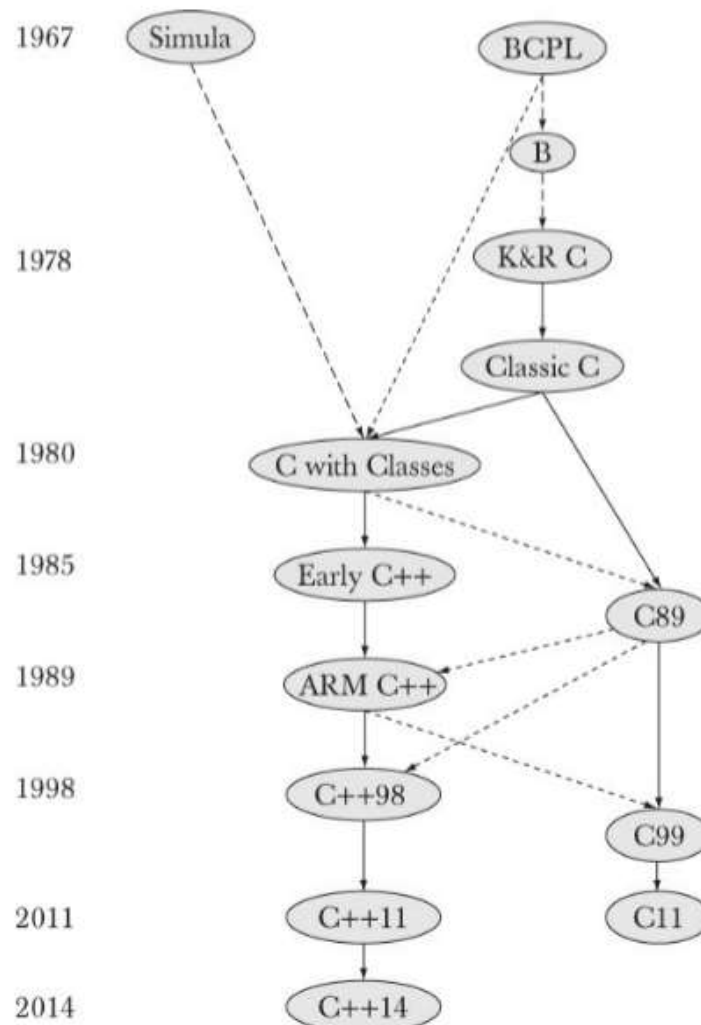 1967 Simula BCPL
B
1978 K&R C
Classic C
1980 C with Classes
1985 Early C++
C89
1989 ARM C++
1998 C++98
C99
2011 C++11 C11
2014 C++14